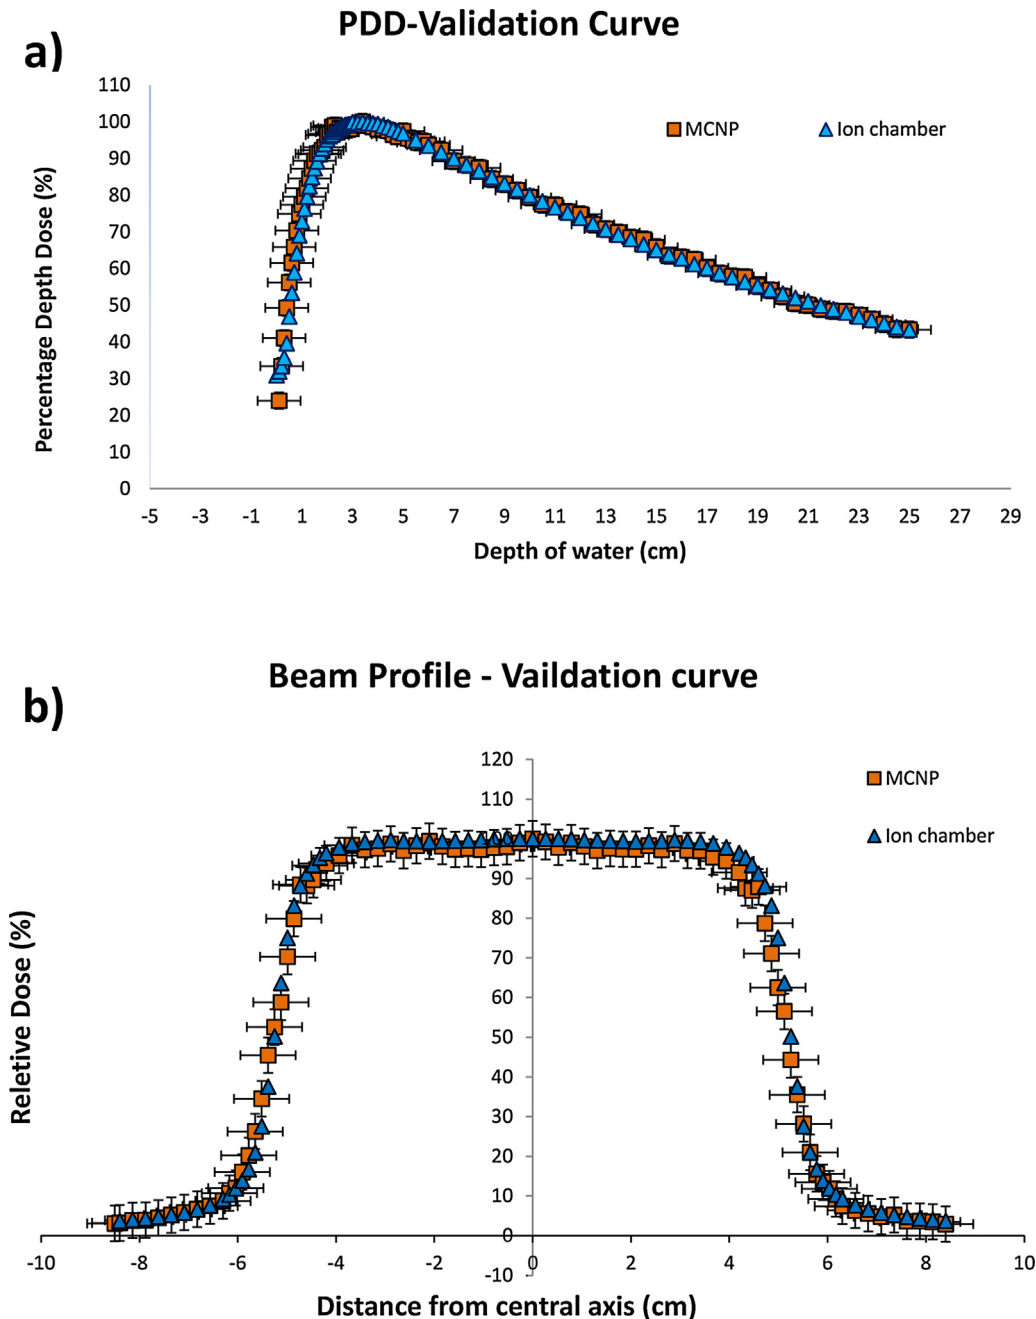 PDD-Validation Curve
a)
110
100
90
80
70
60
50
40
30
20
10
0
Percentage Depth Dose (%)
MCNP
Ion chamber
-5 -3 -1 1 3 5 7 9 11 13 15 17 19 21 23 25 27 29
Depth of water (cm)
Beam Profile - Vaildation curve
b)
120
110
100
90
80
70
60
50
40
30
20
10
0
-10
Reletive Dose (%)
MCNP
Ion chamber
-10 -8 -6 -4 -2 0 2 4 6 8 10
Distance from central axis (cm)